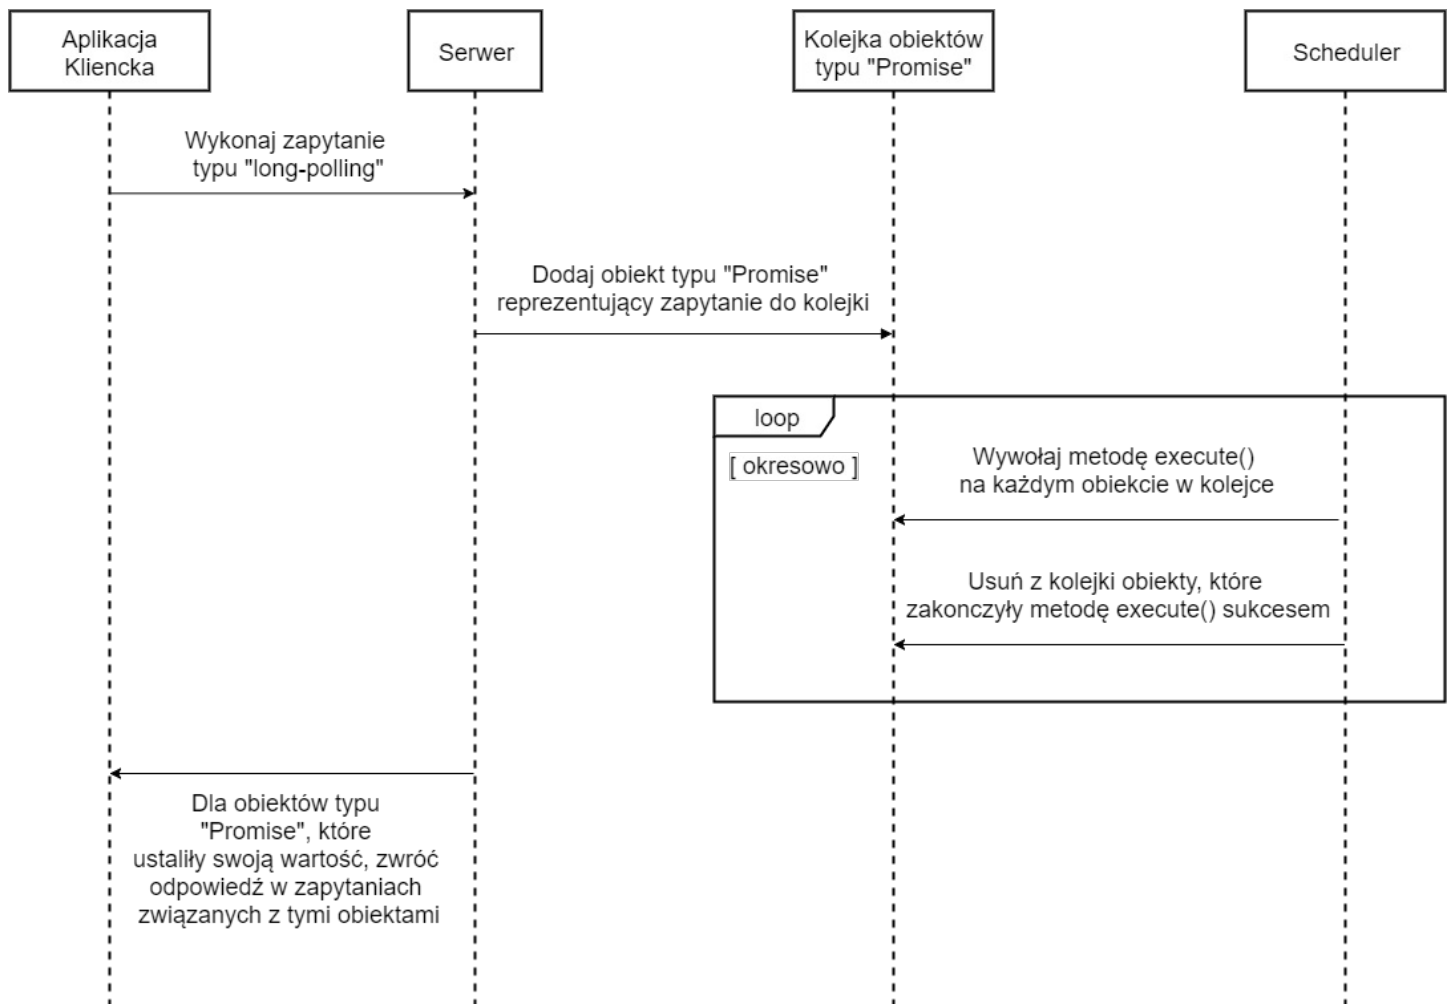 Aplikacja
Kliencka
Serwer
Kolejka obiektów
typu "Promise"
Scheduler
Wykonaj zapytanie
typu "long-polling"
Dodaj obiekt typu "Promise"
reprezentujący zapytanie do kolejki
loop
[ okresowo ]
Wywołaj metodę execute()
na każdym obiekcie w kolejce
Usuń z kolejki obiekty, które
zakonczyły metodę execute() sukcesem
Dla obiektów typu
"Promise", które
ustaliły swoją wartość, zwróć
odpowiedź w zapytaniach
związanych z tymi obiektami